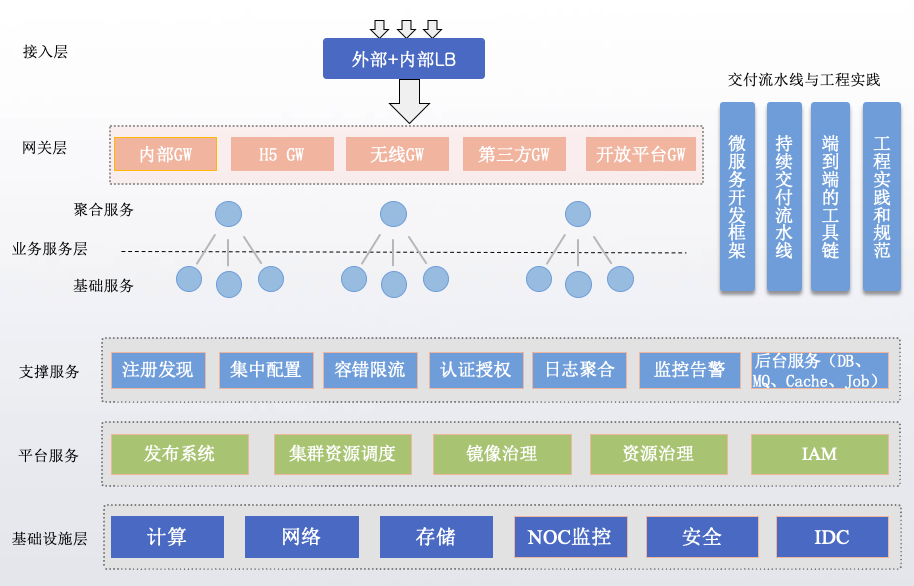 接入层
外部+内部LB
交付流水线与工程实践
网关层
内部GW
H5 GW
无线GW
第三方GW
开放平台GW
微服务开发框架
持续交付流水线
端到端的工具链
工程实践和规范
聚合服务
业务服务层
基础服务
支撑服务
注册发现
集中配置
容错限流
认证授权
日志聚合
监控告警
后台服务（DB、
MQ、Cache、Job）
平台服务
发布系统
集群资源调度
镜像治理
资源治理
IAM
基础设施层
计算
网络
存储
NOC监控
安全
IDC